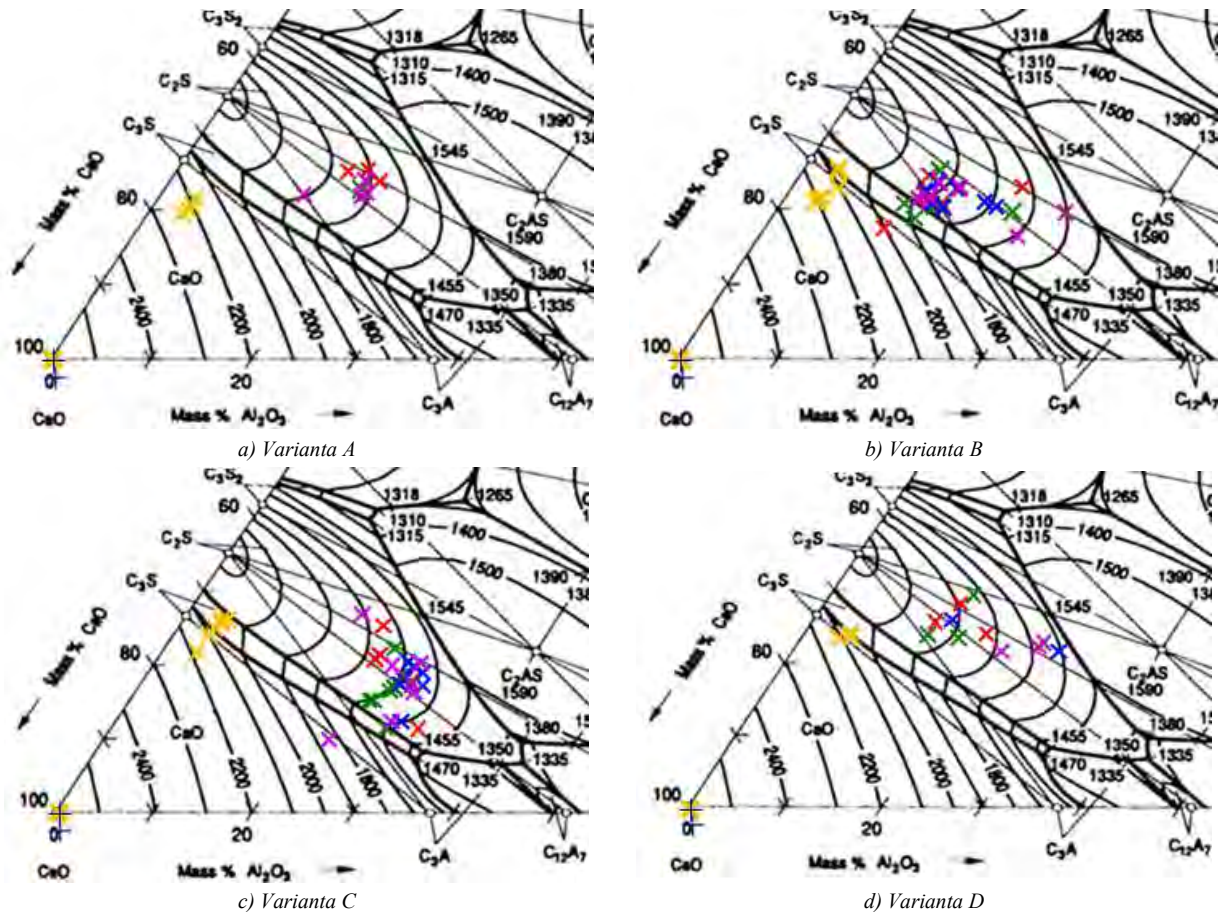 C₃S₂
60
C₂S
C₃S
80
Mass % CaO
CaO
2400
2200
2000
1800
100
0
20
CaO
Mass % Al₂O₃
C₃A
C₁₂A₇
1318
1265
1310
1315
1400
1500
1390
1545
C₂AS
1590
1380
1455
1350
1335
1470
1335
a) Varianta A
C₃S₂
60
C₂S
C₃S
80
Mass % CaO
CaO
2400
2200
2000
1800
100
0
20
CaO
Mass % Al₂O₃
C₃A
C₁₂A₇
1318
1265
1310
1315
1400
1500
1390
1545
C₂AS
1590
1380
1455
1350
1335
1470
1335
b) Varianta B
C₃S₂
60
C₂S
C₃S
80
Mass % CaO
CaO
2400
2200
2000
1800
100
0
20
CaO
Mass % Al₂O₃
C₃A
C₁₂A₇
1318
1265
1310
1315
1400
1500
1390
1545
C₂AS
1590
1380
1455
1350
1335
1470
1335
c) Varianta C
C₃S₂
60
C₂S
C₃S
80
Mass % CaO
CaO
2400
2200
2000
1800
100
0
20
CaO
Mass % Al₂O₃
C₃A
C₁₂A₇
1318
1265
1310
1315
1400
1500
1390
1545
C₂AS
1590
1380
1455
1350
1335
1470
1335
d) Varianta D